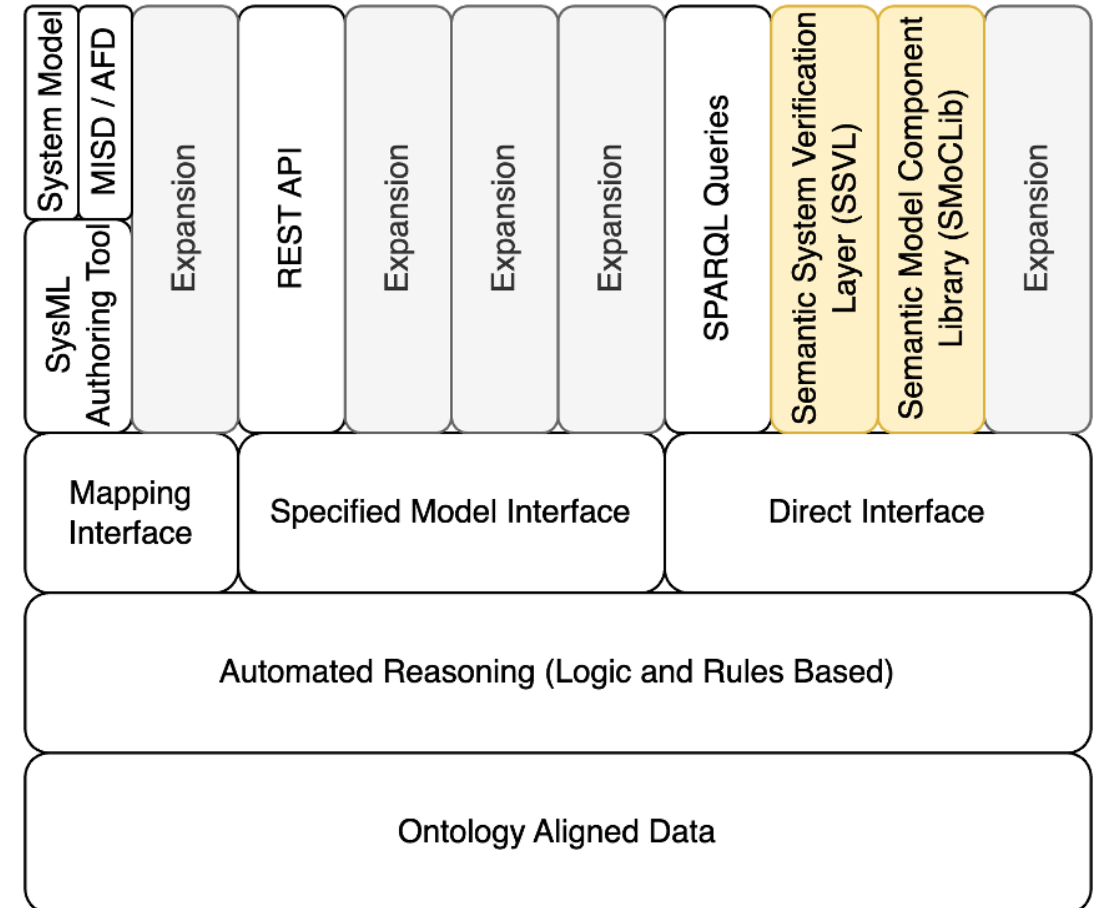 System Model
MISD / AFD
SysML
Authoring Tool
Expansion
REST API
Expansion
Expansion
Expansion
SPARQL Queries
Semantic System Verification
Layer (SSVL)
Semantic Model Component
Library (SMoCLib)
Expansion
Mapping
Interface
Specified Model Interface
Direct Interface
Automated Reasoning (Logic and Rules Based)
Ontology Aligned Data